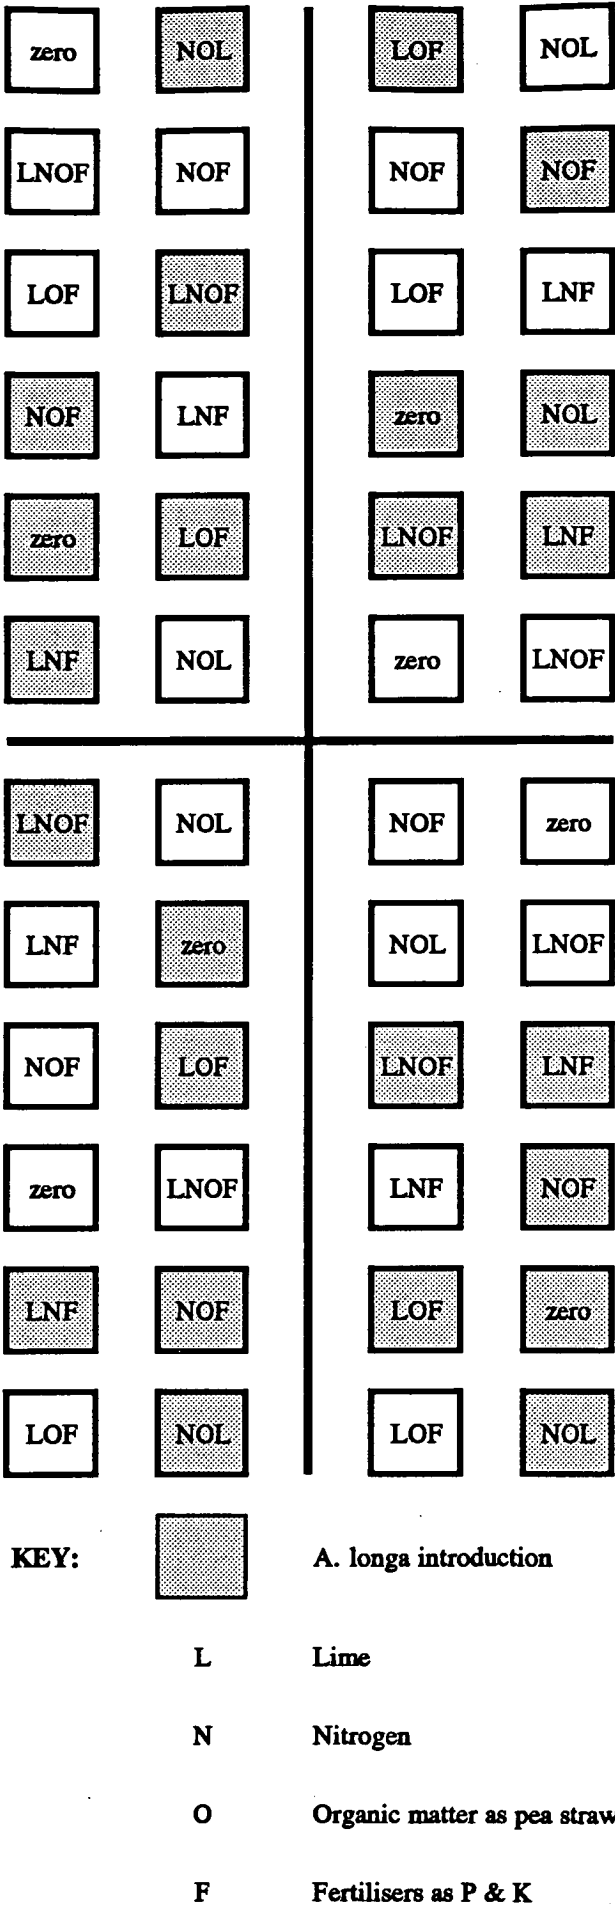 zero NOL LOF NOL
LNOF NOF NOF NOF
LOF LNOF LOF LNF
NOF LNF zero NOL
zero LOF LNOF LNF
LNF NOL zero LNOF
LNOF NOL NOF zero
LNF zero NOL LNOF
NOF LOF LNOF LNF
zero LNOF LNF NOF
LNF NOF LOF zero
LOF NOL LOF NOL
KEY: A. longa introduction
L Lime
N Nitrogen
O Organic matter as pea straw
F Fertilisers as P & K